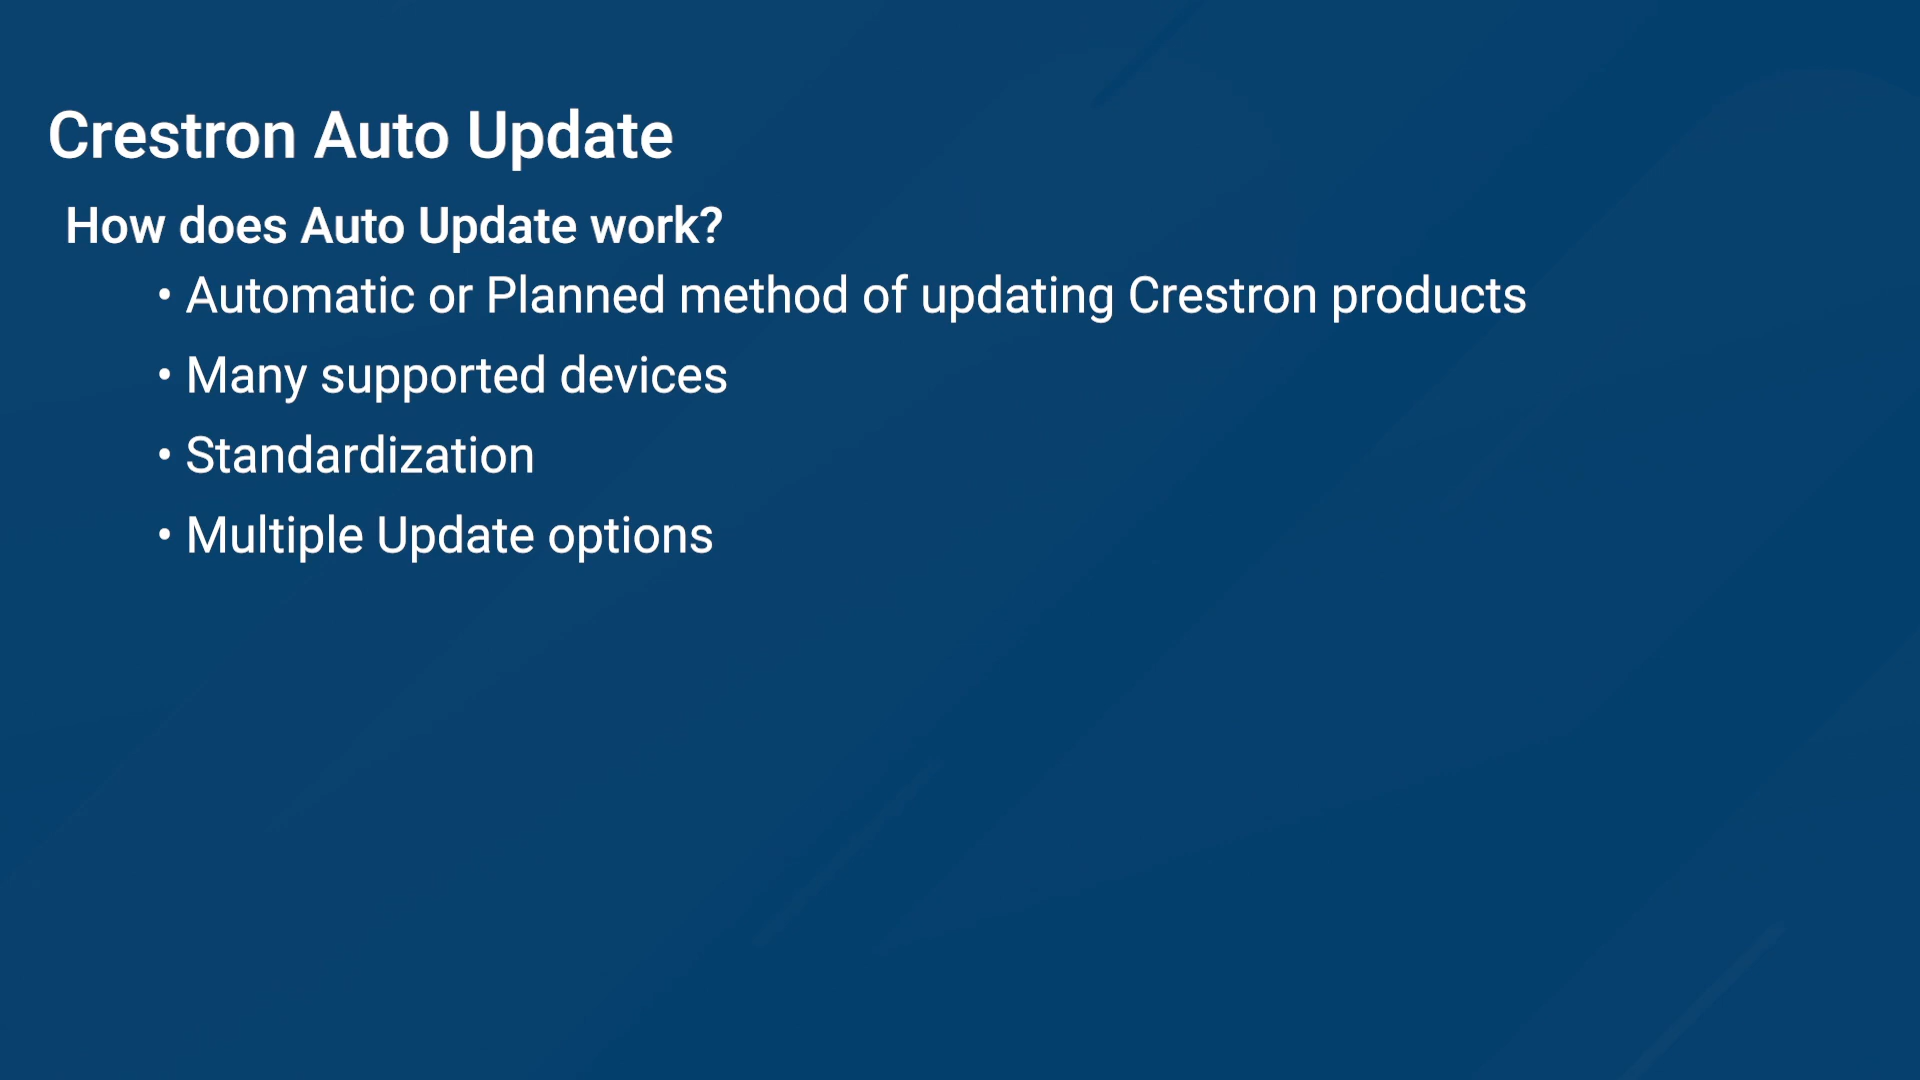 Crestron Auto Update
How does Auto Update work?
• Automatic or Planned method of updating Crestron products
• Many supported devices
• Standardization
• Multiple Update options